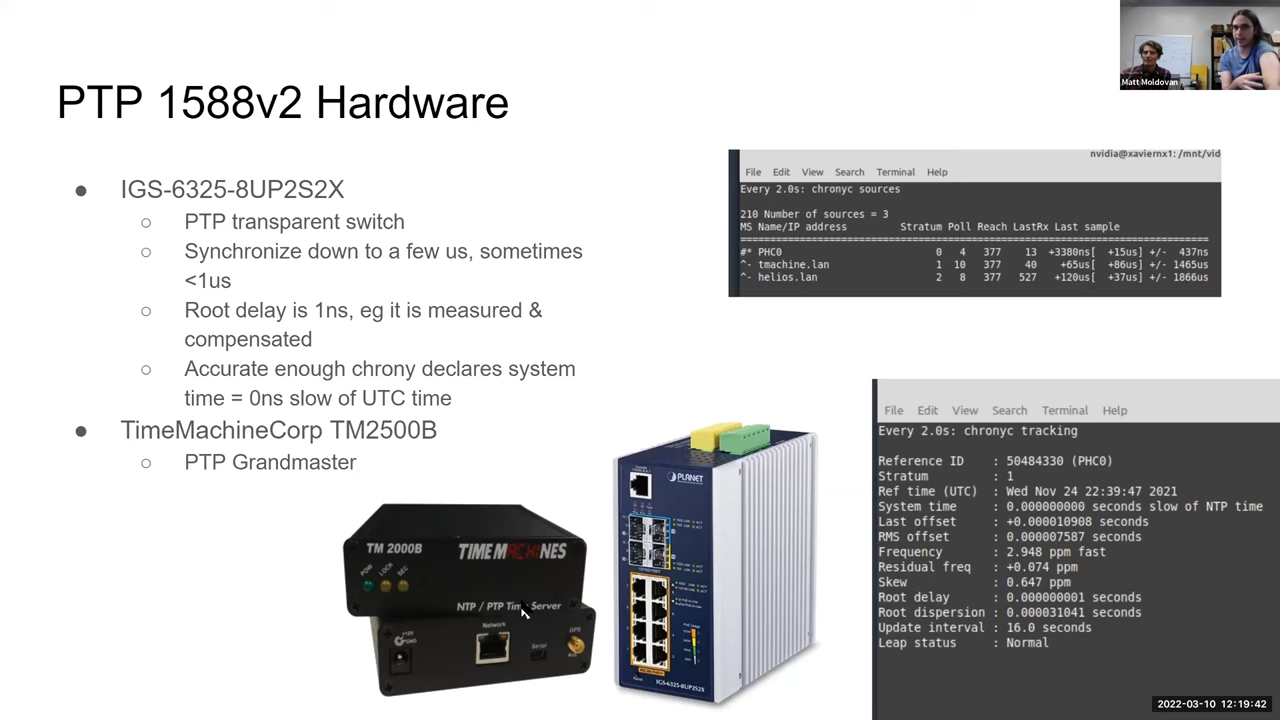 Matt Moldovan
PTP 1588v2 Hardware
● IGS-6325-8UP2S2X
○ PTP transparent switch
○ Synchronize down to a few us, sometimes
<1us
○ Root delay is 1ns, eg it is measured &
compensated
○ Accurate enough chrony declares system
time = 0ns slow of UTC time
● TimeMachineCorp TM2500B
○ PTP Grandmaster
nvidia@xaviernx1: /mnt/vid
File Edit View Search Terminal Help
Every 2.0s: chronyc sources
210 Number of sources = 3
MS Name/IP address Stratum Poll Reach LastRx Last sample
===============================================================================
#* PHC0 0 4 377 13 +3380ns[ +15us] +/- 437ns
^- tmachine.lan 1 10 377 40 +65us[ +86us] +/- 1465us
^- helios.lan 2 8 377 527 +120us[ +37us] +/- 1866us
File Edit View Search Terminal Help
Every 2.0s: chronyc tracking
Reference ID : 50484330 (PHC0)
Stratum : 1
Ref time (UTC) : Wed Nov 24 22:39:47 2021
System time : 0.000000000 seconds slow of NTP time
Last offset : +0.000010908 seconds
RMS offset : 0.000007587 seconds
Frequency : 2.948 ppm fast
Residual freq : +0.074 ppm
Skew : 0.647 ppm
Root delay : 0.000000001 seconds
Root dispersion : 0.000031041 seconds
Update interval : 16.0 seconds
Leap status : Normal
TM 2000B TIME MACHINES
POW LOCK SEC
NTP / PTP Time Server
+12V
PGND
Network
Serial
GPS
PLANET
IGS-6325-8UP2S2X
2022-03-10 12:19:42